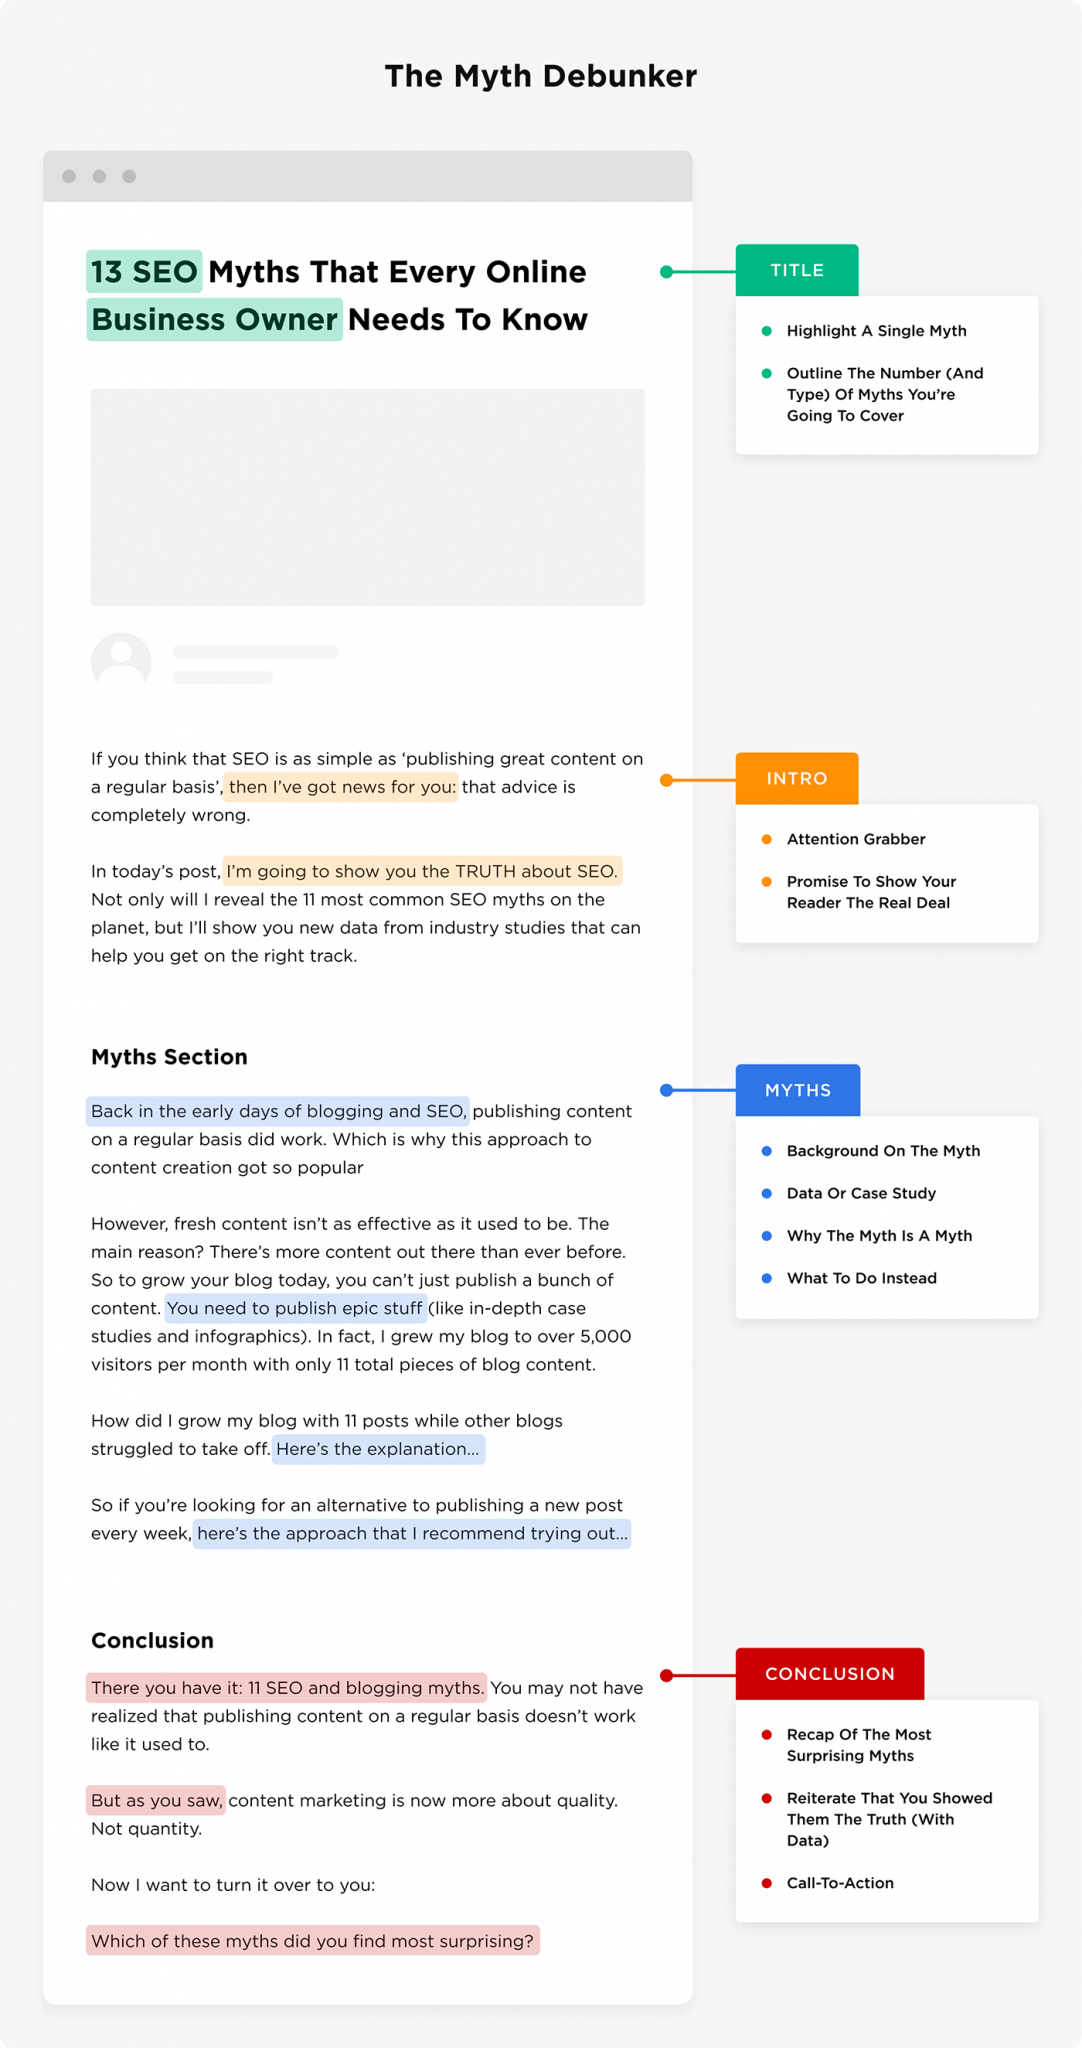 The Myth Debunker
13 SEO Myths That Every Online
Business Owner Needs To Know
TITLE
Highlight A Single Myth
Outline The Number (And
Type) Of Myths You’re
Going To Cover
If you think that SEO is as simple as ‘publishing great content on
a regular basis’, then I’ve got news for you: that advice is
completely wrong.
In today’s post, I’m going to show you the TRUTH about SEO.
Not only will I reveal the 11 most common SEO myths on the
planet, but I’ll show you new data from industry studies that can
help you get on the right track.
INTRO
Attention Grabber
Promise To Show Your
Reader The Real Deal
Myths Section
Back in the early days of blogging and SEO, publishing content
on a regular basis did work. Which is why this approach to
content creation got so popular
However, fresh content isn’t as effective as it used to be. The
main reason? There’s more content out there than ever before.
So to grow your blog today, you can’t just publish a bunch of
content. You need to publish epic stuff (like in-depth case
studies and infographics). In fact, I grew my blog to over 5,000
visitors per month with only 11 total pieces of blog content.
How did I grow my blog with 11 posts while other blogs
struggled to take off. Here’s the explanation...
So if you’re looking for an alternative to publishing a new post
every week, here’s the approach that I recommend trying out...
MYTHS
Background On The Myth
Data Or Case Study
Why The Myth Is A Myth
What To Do Instead
Conclusion
There you have it: 11 SEO and blogging myths. You may not have
realized that publishing content on a regular basis doesn’t work
like it used to.
But as you saw, content marketing is now more about quality.
Not quantity.
Now I want to turn it over to you:
Which of these myths did you find most surprising?
CONCLUSION
Recap Of The Most
Surprising Myths
Reiterate That You Showed
Them The Truth (With
Data)
Call-To-Action